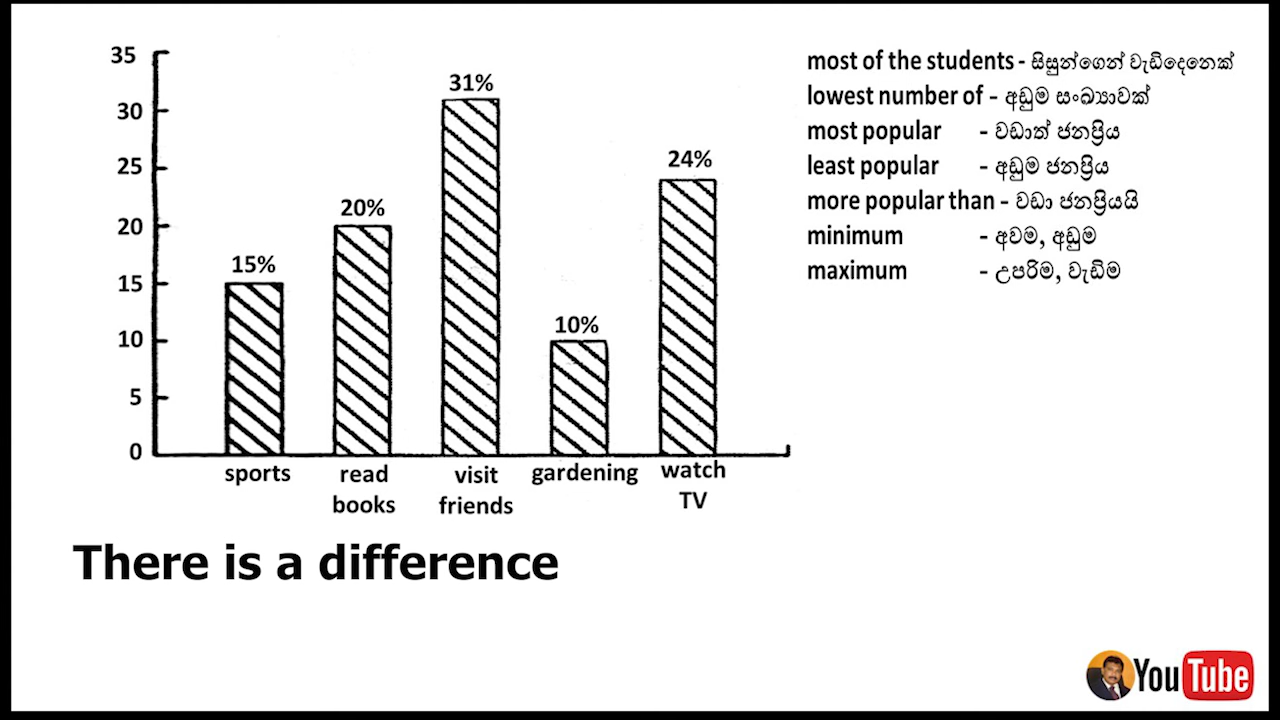 35
30
25
20
15
10
5
0
15%
20%
31%
10%
24%
sports
read
books
visit
friends
gardening
watch
TV
most of the students - සිසුන්ගෙන් වැඩිදෙනෙක්
lowest number of - අඩුම සංඛ්‍යාවක්
most popular - වඩාත් ජනප්‍රිය
least popular - අඩුම ජනප්‍රිය
more popular than - වඩා ජනප්‍රියයි
minimum - අවම, අඩුම
maximum - උපරිම, වැඩිම
There is a difference
YouTube